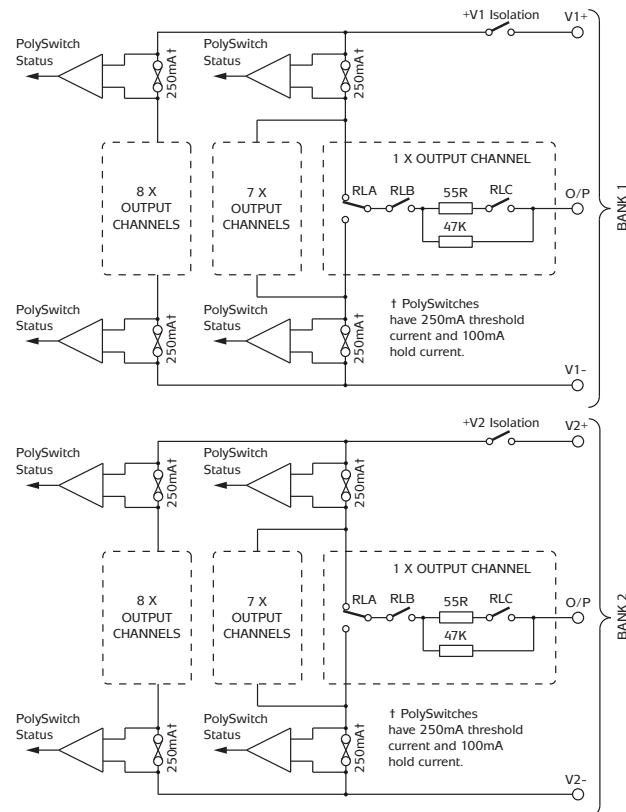 +V1 Isolation
V1+
PolySwitch
Status
250mA†
PolySwitch
Status
250mA†
8 X
OUTPUT
CHANNELS
7 X
OUTPUT
CHANNELS
1 X OUTPUT CHANNEL
RLA
RLB
55R
RLC
47K
O/P
BANK 1
PolySwitch
Status
250mA†
PolySwitch
Status
250mA†
† PolySwitches
have 250mA threshold
current and 100mA
hold current.
V1-
+V2 Isolation
V2+
PolySwitch
Status
250mA†
PolySwitch
Status
250mA†
8 X
OUTPUT
CHANNELS
7 X
OUTPUT
CHANNELS
1 X OUTPUT CHANNEL
RLA
RLB
55R
RLC
47K
O/P
BANK 2
PolySwitch
Status
250mA†
PolySwitch
Status
250mA†
† PolySwitches
have 250mA threshold
current and 100mA
hold current.
V2-